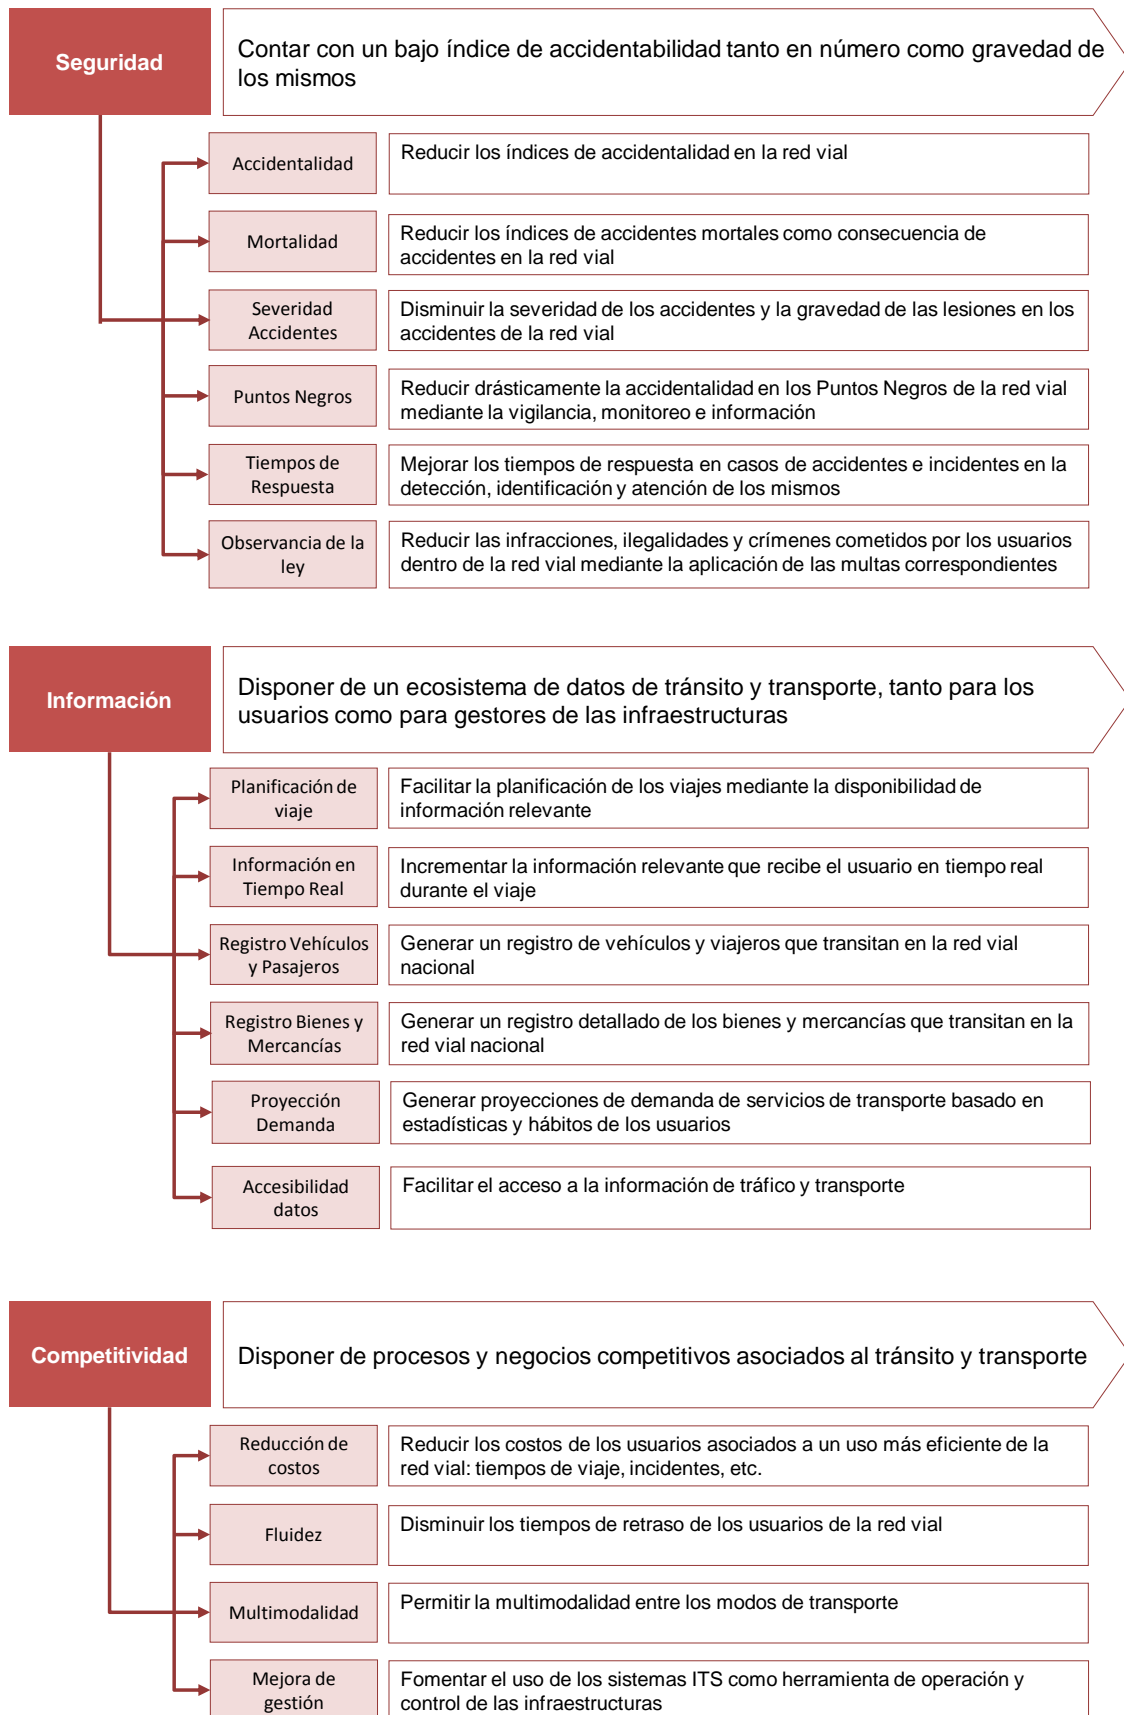 Seguridad
Contar con un bajo índice de accidentabilidad tanto en número como gravedad de
los mismos
Accidentalidad
Reducir los índices de accidentalidad en la red vial
Mortalidad
Reducir los índices de accidentes mortales como consecuencia de
accidentes en la red vial
Severidad
Accidentes
Disminuir la severidad de los accidentes y la gravedad de las lesiones en los
accidentes de la red vial
Puntos Negros
Reducir drásticamente la accidentalidad en los Puntos Negros de la red vial
mediante la vigilancia, monitoreo e información
Tiempos de
Respuesta
Mejorar los tiempos de respuesta en casos de accidentes e incidentes en la
detección, identificación y atención de los mismos
Observancia de la
ley
Reducir las infracciones, ilegalidades y crímenes cometidos por los usuarios
dentro de la red vial mediante la aplicación de las multas correspondientes
Información
Disponer de un ecosistema de datos de tránsito y transporte, tanto para los
usuarios como para gestores de las infraestructuras
Planificación de
viaje
Facilitar la planificación de los viajes mediante la disponibilidad de
información relevante
Información en
Tiempo Real
Incrementar la información relevante que recibe el usuario en tiempo real
durante el viaje
Registro Vehículos
y Pasajeros
Generar un registro de vehículos y viajeros que transitan en la red vial
nacional
Registro Bienes y
Mercancías
Generar un registro detallado de los bienes y mercancías que transitan en la
red vial nacional
Proyección
Demanda
Generar proyecciones de demanda de servicios de transporte basado en
estadísticas y hábitos de los usuarios
Accesibilidad
datos
Facilitar el acceso a la información de tráfico y transporte
Competitividad
Disponer de procesos y negocios competitivos asociados al tránsito y transporte
Reducción de
costos
Reducir los costos de los usuarios asociados a un uso más eficiente de la
red vial: tiempos de viaje, incidentes, etc.
Fluidez
Disminuir los tiempos de retraso de los usuarios de la red vial
Multimodalidad
Permitir la multimodalidad entre los modos de transporte
Mejora de
gestión
Fomentar el uso de los sistemas ITS como herramienta de operación y
control de las infraestructuras